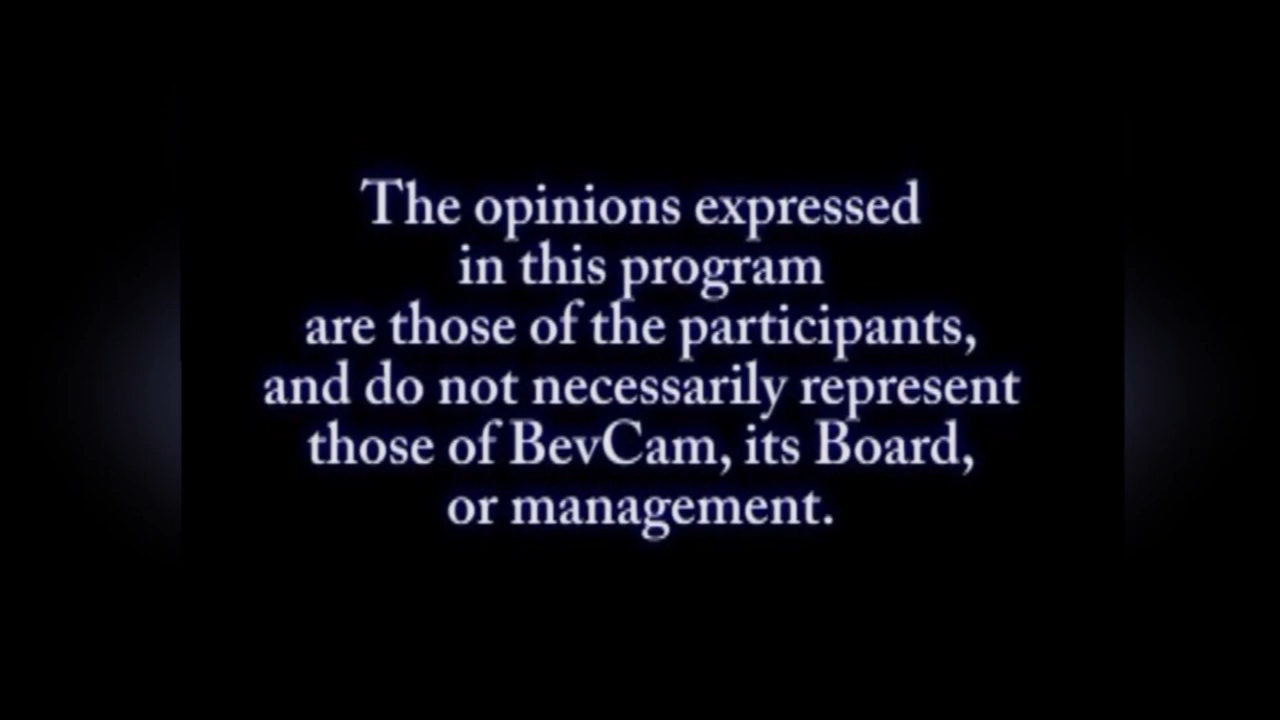 The opinions expressed
in this program
are those of the participants,
and do not necessarily represent
those of BevCam, its Board,
or management.